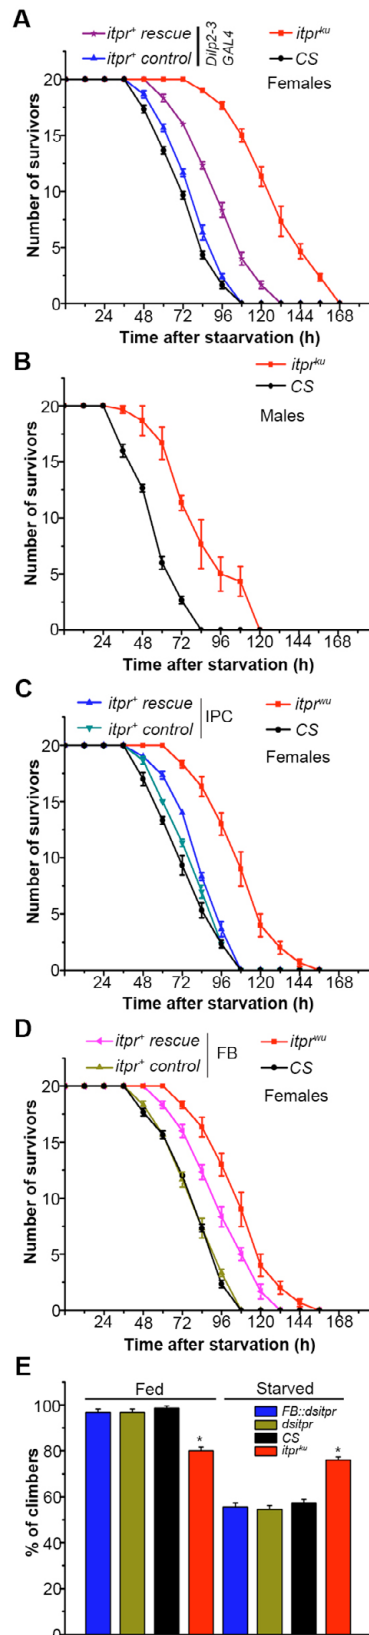 A
itpr+ rescue
itpr+ control
Dilp2-3
GAL4
itprku
CS
Females
Number of survivors
20
15
10
5
0
24 48 72 96 120 144 168
Time after staarvation (h)
B
itprku
CS
Males
Number of survivors
20
15
10
5
0
24 48 72 96 120 144 168
Time after starvation (h)
C
itpr+ rescue
itpr+ control
IPC
itprwu
CS
Females
Number of survivors
20
15
10
5
0
24 48 72 96 120 144 168
Time after starvation (h)
D
itpr+ rescue
itpr+ control
FB
itprwu
CS
Females
Number of survivors
20
15
10
5
0
24 48 72 96 120 144 168
Time after starvation (h)
E
Fed
Starved
FB::dsitpr
dsitpr
CS
itprku
* *
% of climbers
100
80
60
40
20
0